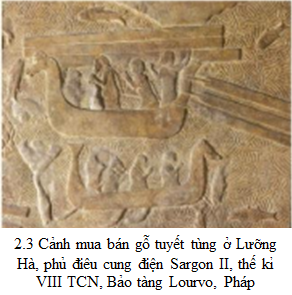 2.3 Cảnh mua bán gỗ tuyết tùng ở Lưỡng
Hà, phù điêu cung điện Sargon II, thế kỉ
VIII TCN, Bảo tàng Lourvo, Pháp